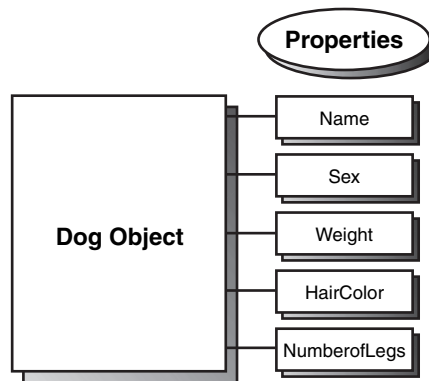 Properties
Name
Sex
Dog Object
Weight
HairColor
NumberofLegs